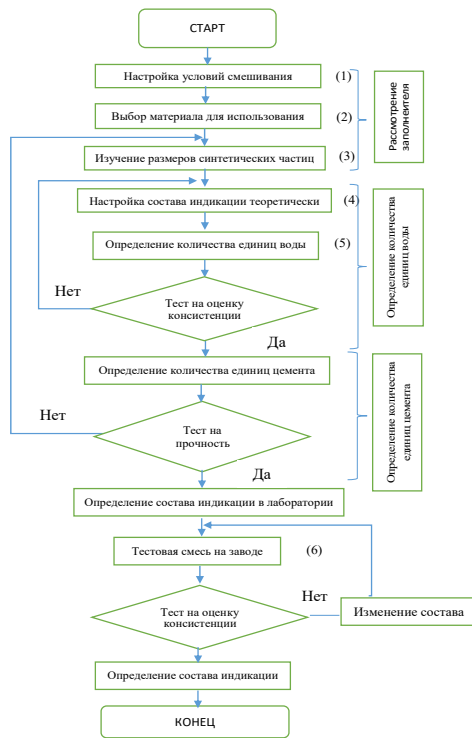 СТАРТ
Настройка условий смешивания
(1)
Выбор материала для использования
(2)
Изучение размеров синтетических частиц
(3)
Рассмотрение
заполнителя
Настройка состава индикации теоретически
(4)
Определение количества единиц воды
(5)
Определение количества
единиц воды
Нет
Тест на оценку
консистенции
Да
Определение количества единиц цемента
Нет
Тест на
прочность
Определение количества
единиц цемента
Да
Определение состава индикации в лаборатории
Тестовая смесь на заводе
(6)
Нет
Тест на оценку
консистенции
Изменение состава
Определение состава индикации
КОНЕЦ